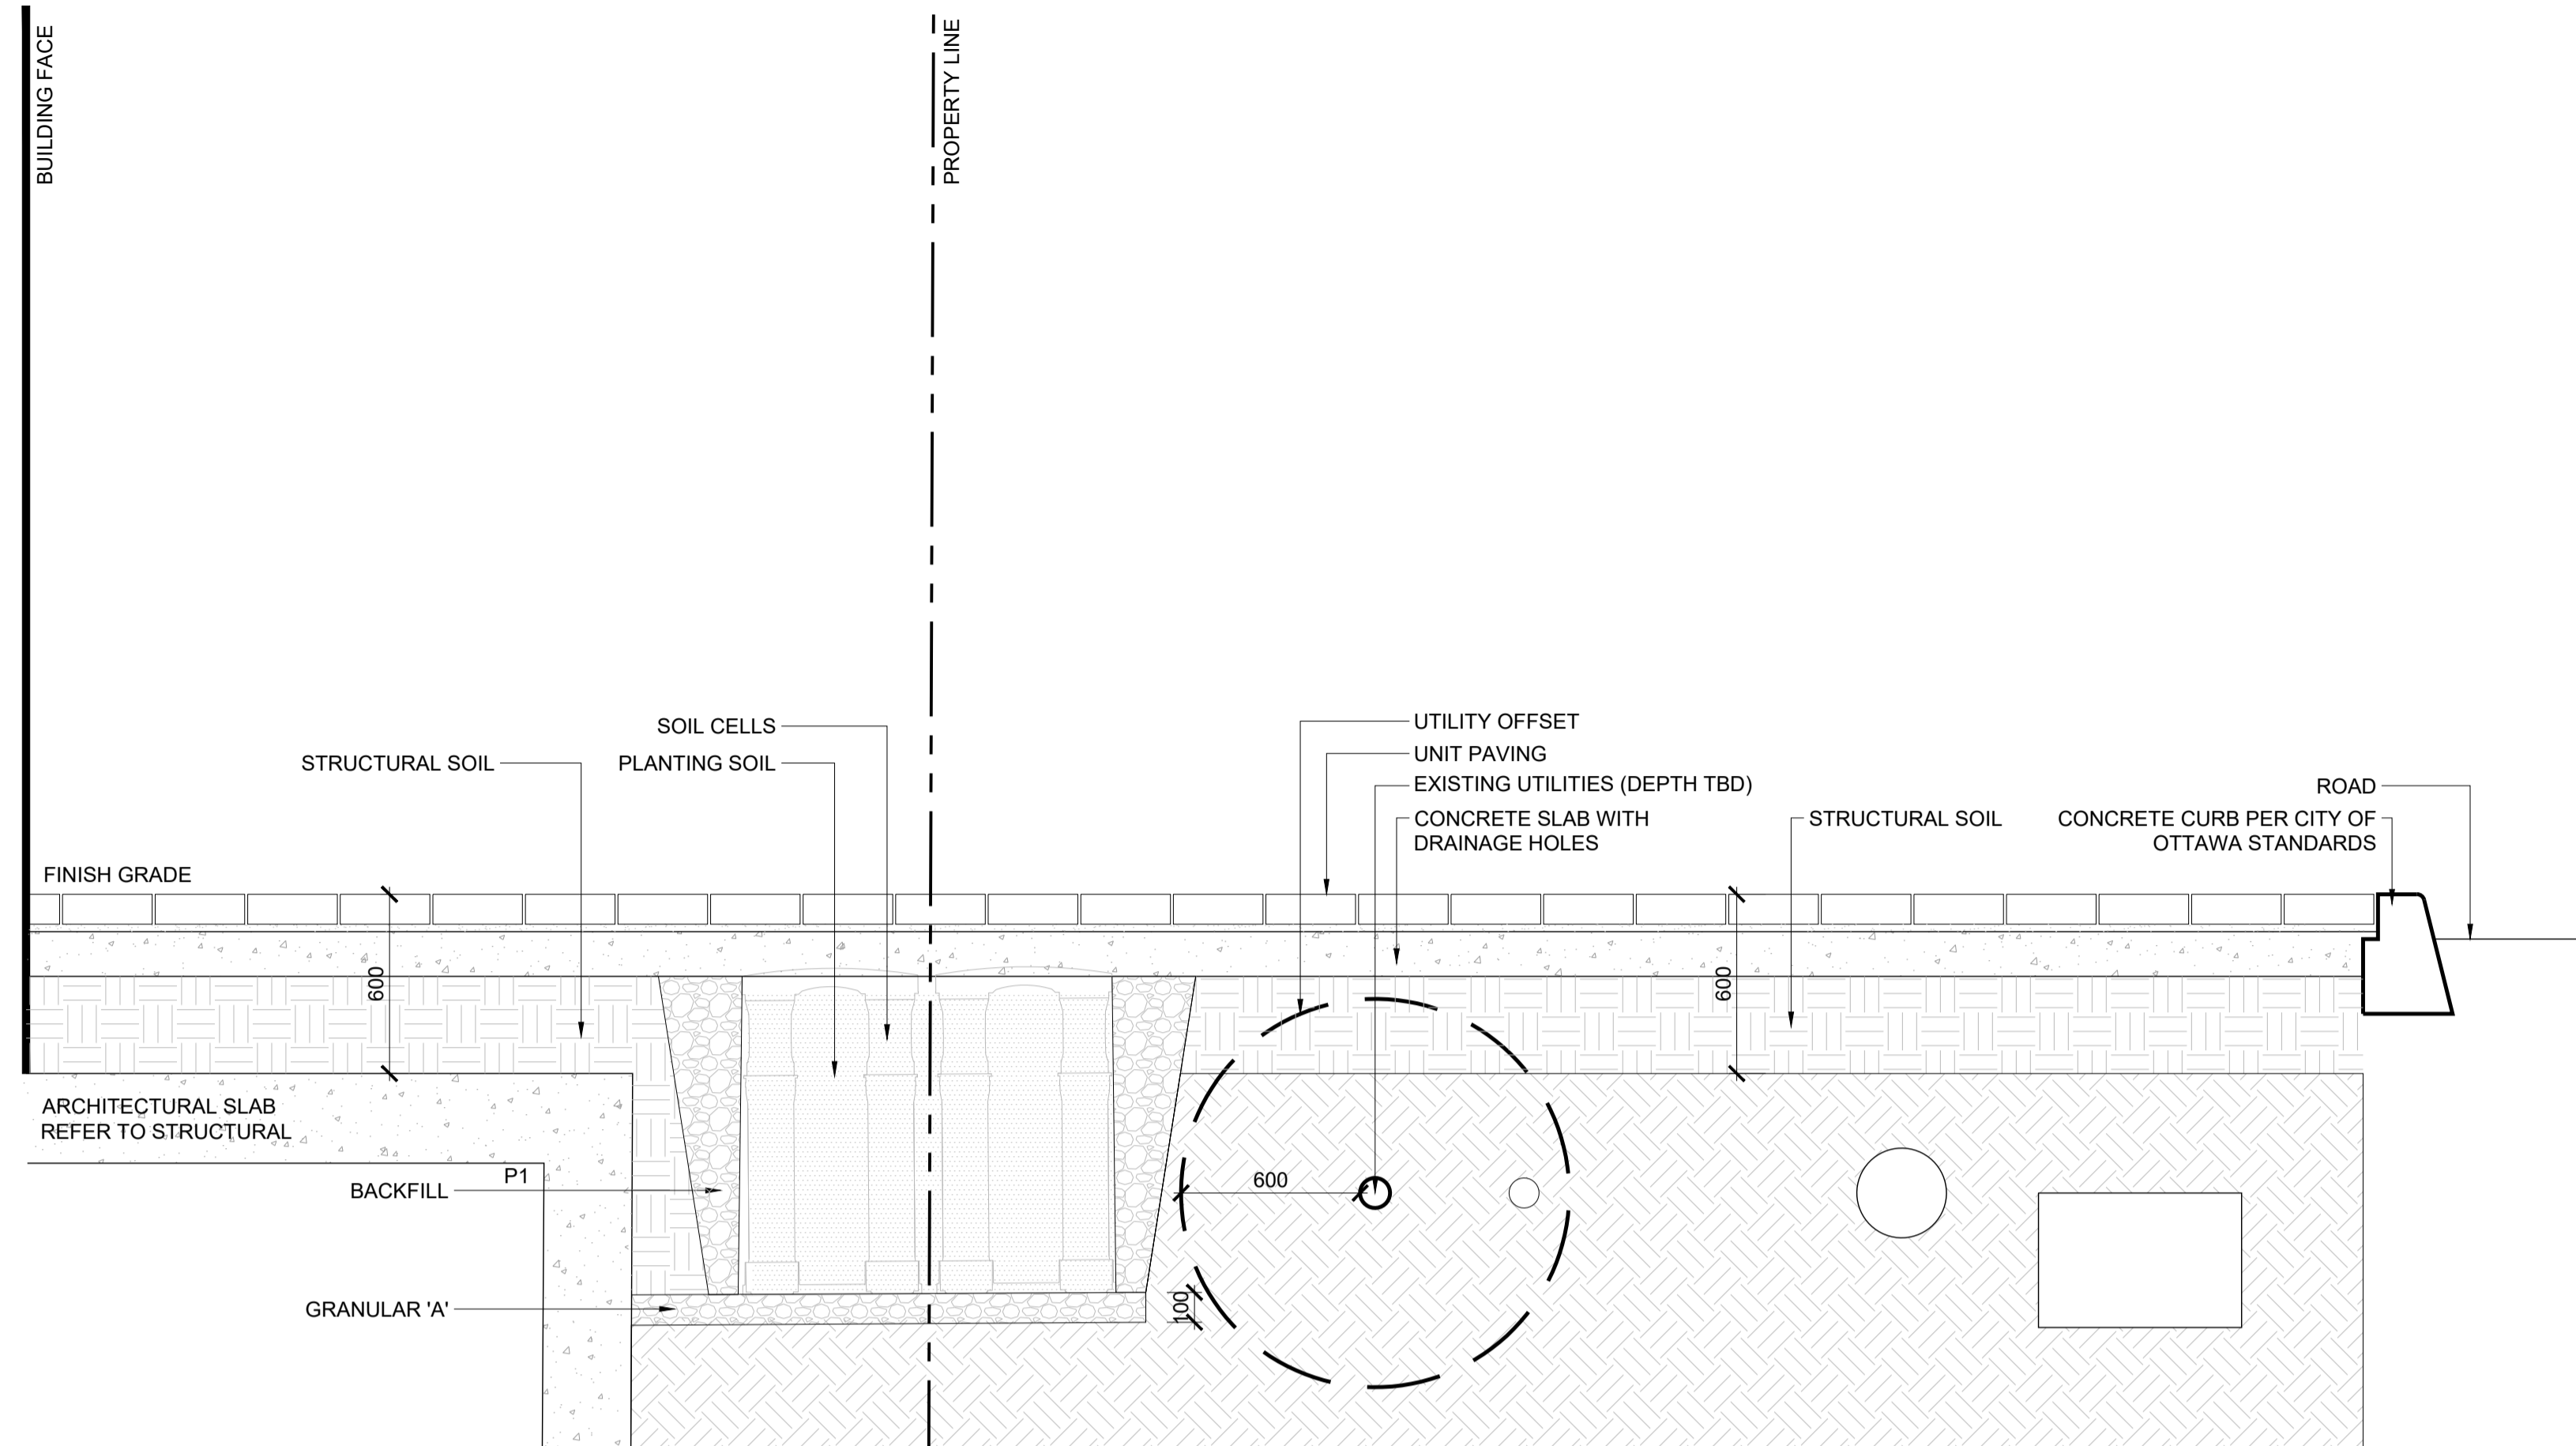 BUILDING FACE
PROPERTY LINE
SOIL CELLS
STRUCTURAL SOIL
PLANTING SOIL
UTILITY OFFSET
UNIT PAVING
EXISTING UTILITIES (DEPTH TBD)
CONCRETE SLAB WITH
DRAINAGE HOLES
STRUCTURAL SOIL
ROAD
CONCRETE CURB PER CITY OF
OTTAWA STANDARDS
FINISH GRADE
600
600
ARCHITECTURAL SLAB
REFER TO STRUCTURAL
P1
BACKFILL
600
GRANULAR 'A'
100